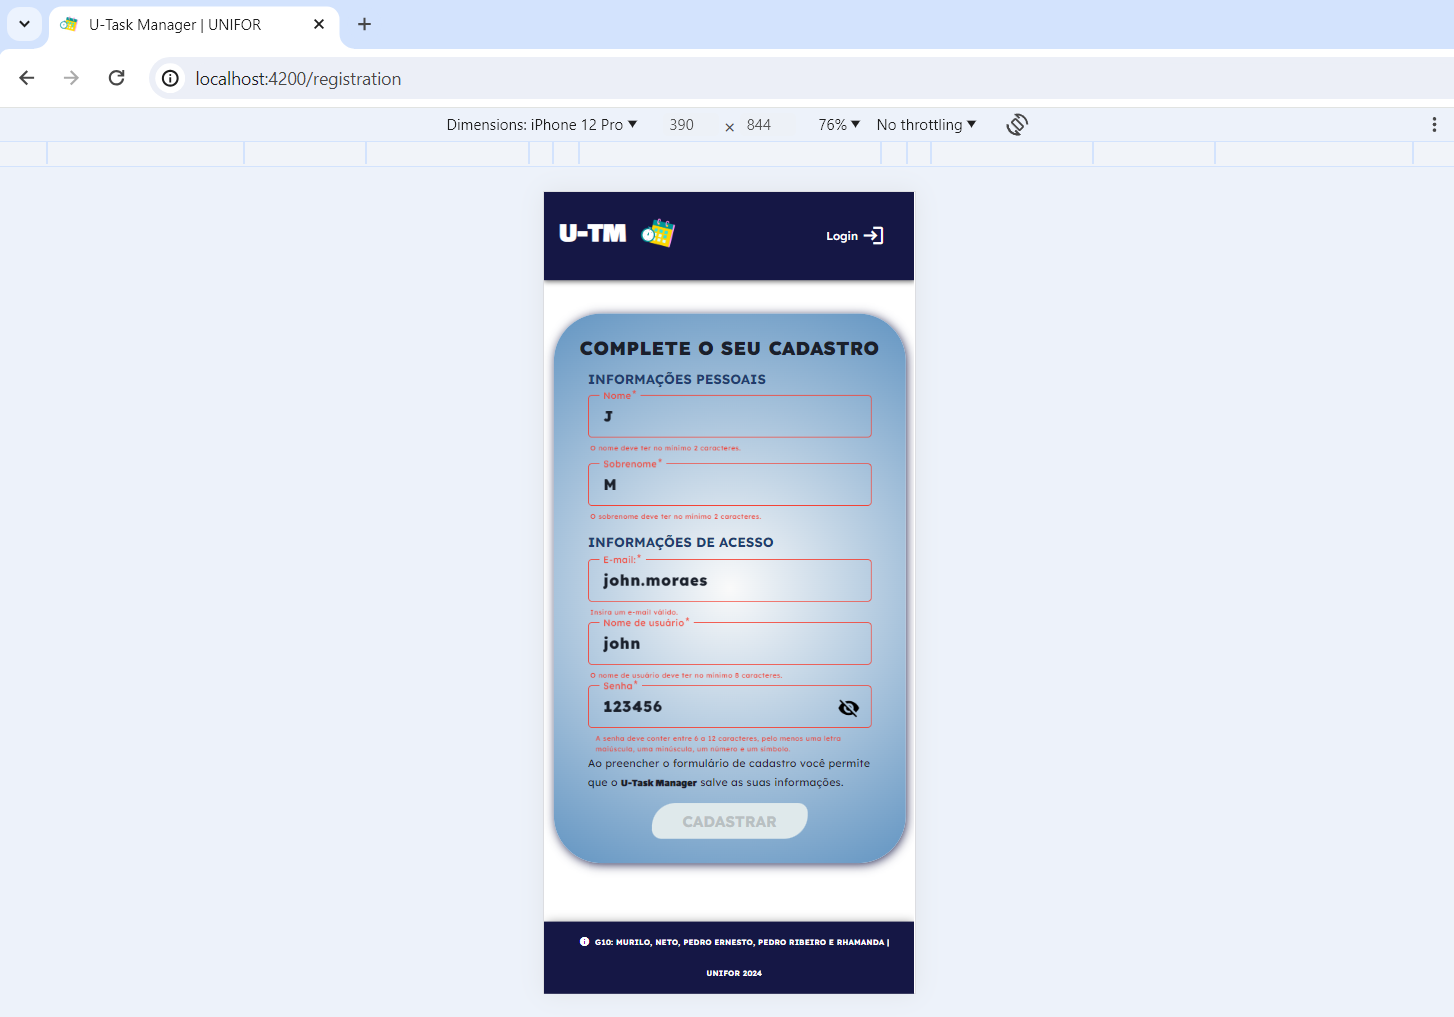 U-Task Manager | UNIFOR
localhost:4200/registration
Dimensions: iPhone 12 Pro 390 × 844 76% No throttling
U-TM Login
COMPLETE O SEU CADASTRO
INFORMAÇÕES PESSOAIS
Nome*
J
O nome deve ter no mínimo 2 caracteres.
Sobrenome*
M
O sobrenome deve ter no mínimo 2 caracteres.
INFORMAÇÕES DE ACESSO
E-mail:*
john.moraes
Insira um e-mail válido.
Nome de usuário*
john
O nome de usuário deve ter no mínimo 8 caracteres.
Senha*
123456
A senha deve conter entre 6 a 12 caracteres, pelo menos uma letra
maiúscula, uma minúscula, um número e um símbolo.
Ao preencher o formulário de cadastro você permite
que o U-Task Manager salve as suas informações.
CADASTRAR
G10: MURILO, NETO, PEDRO ERNESTO, PEDRO RIBEIRO E RHAMANDA |
UNIFOR 2024